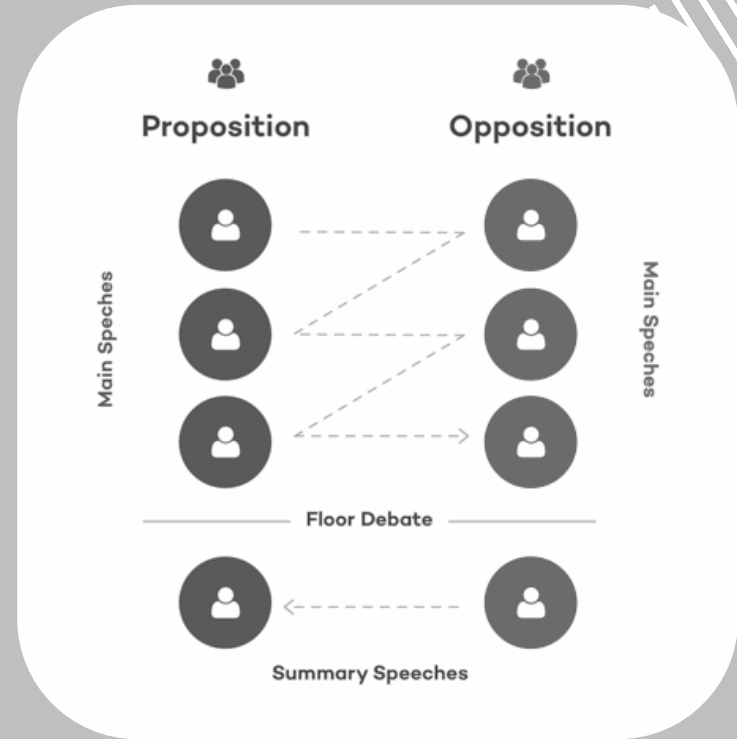 Proposition
Opposition
Main Speches
Main Speches
Floor Debate
Summary Speeches